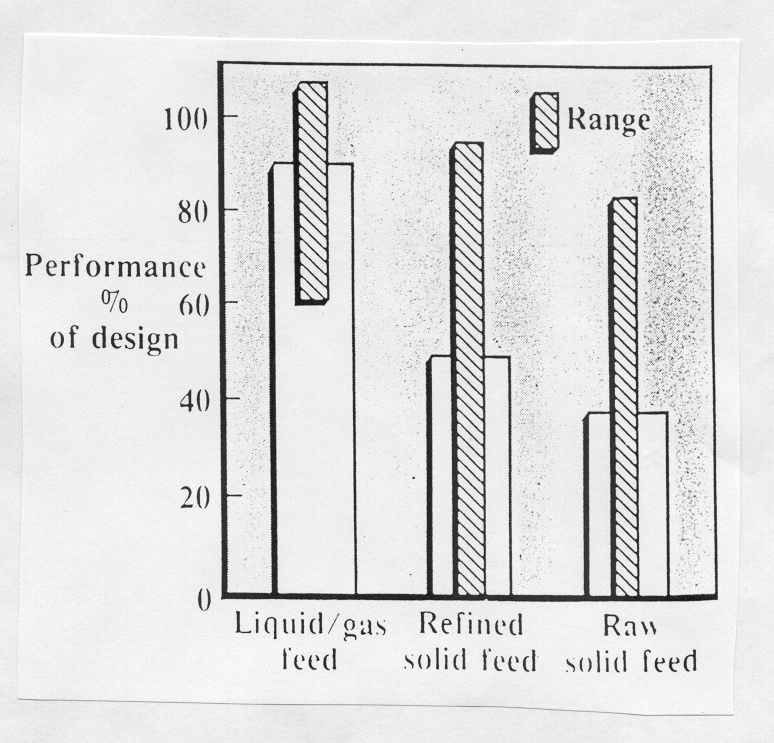 100
Range
80
Performance
%
60
of design
40
20
0
Liquid/gas
feed
Refined
solid feed
Raw
solid feed